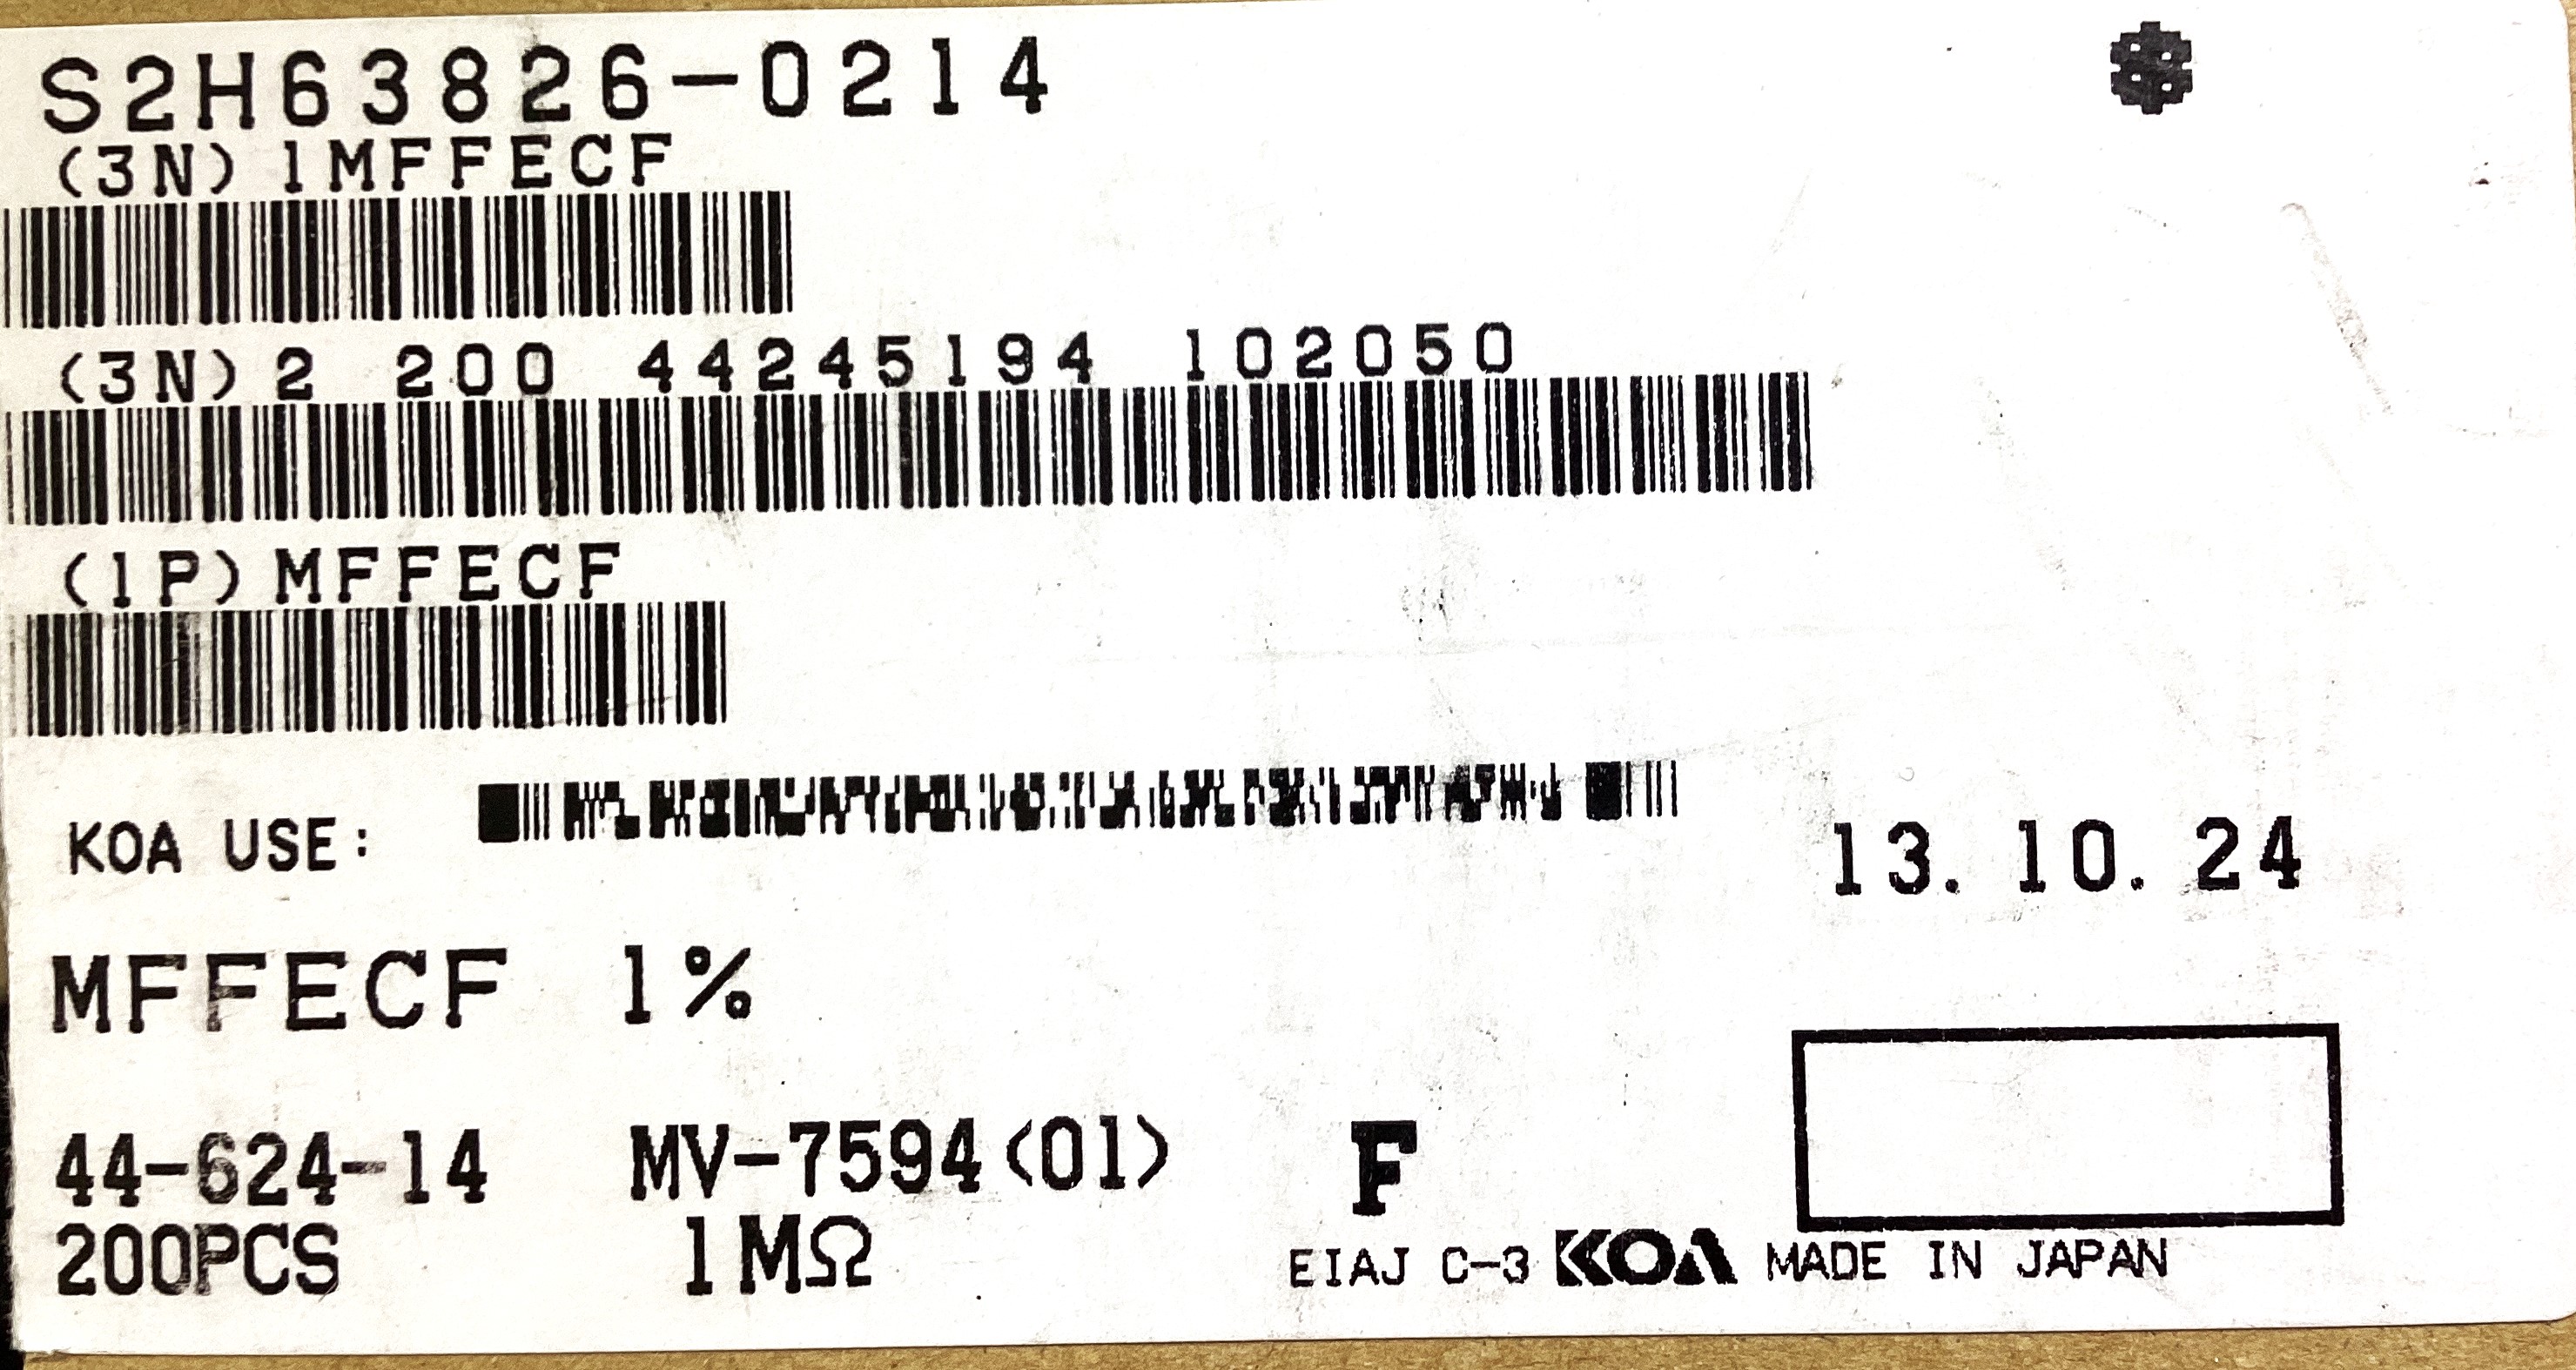 S2H63826-0214
(3N)1MFFECF
(3N)2 200 44245194 102050
(1P)MFFECF
KOA USE:
13. 10. 24
MFFECF 1%
44-624-14 MV-7594(01) F
200PCS 1MΩ
EIAJ C-3 KOA MADE IN JAPAN